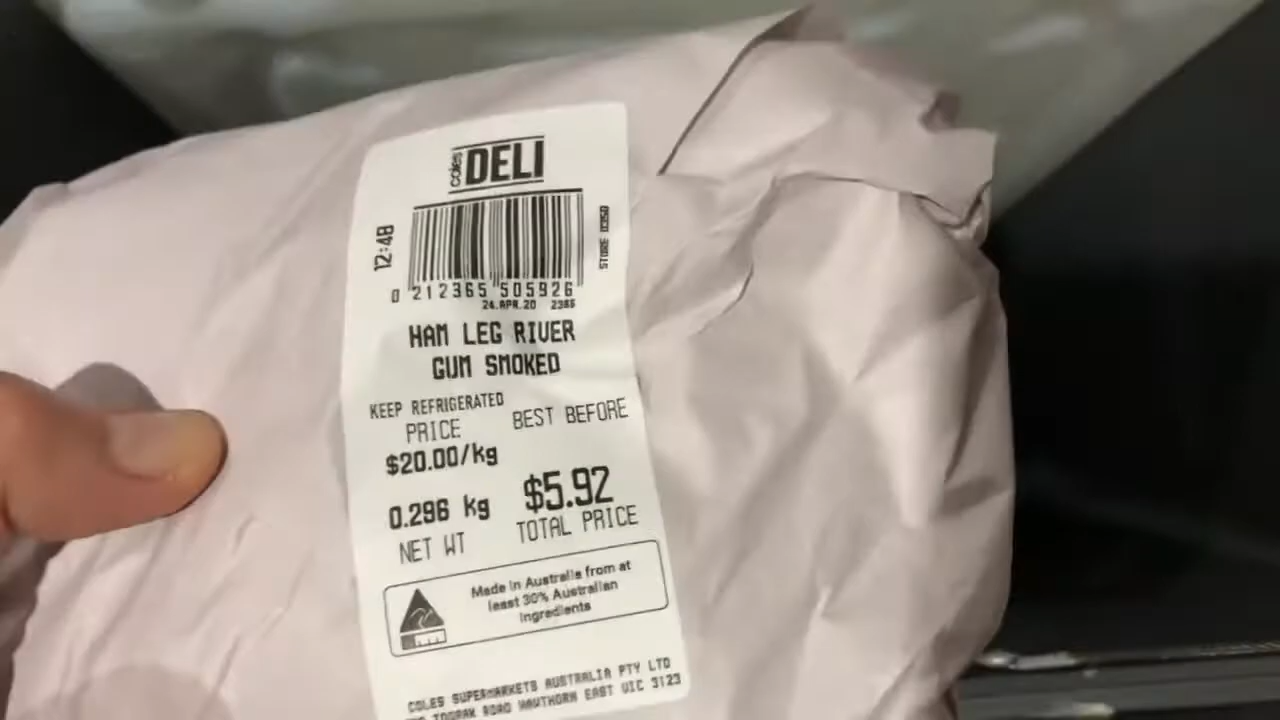 coles DELI
12:48
STORE 0350
0 212365 505926
24.APR.20 2365
HAM LEG RIVER
GUM SMOKED
KEEP REFRIGERATED
PRICE BEST BEFORE
$20.00/kg
0.296 kg $5.92
NET WT TOTAL PRICE
Made in Australia from at
least 30% Australian
ingredients
COLES SUPERMARKETS AUSTRALIA PTY LTD
ROAD HAWTHORN EAST VIC 3123